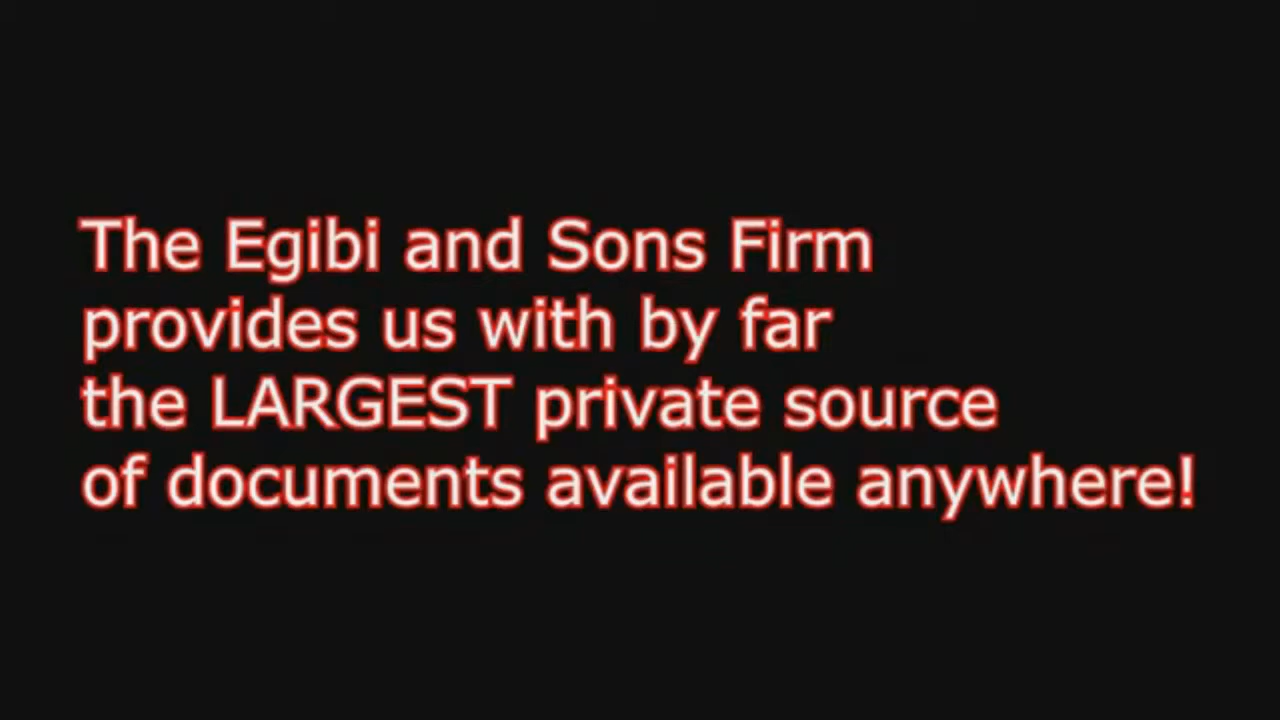 The Egibi and Sons Firm
provides us with by far
the LARGEST private source
of documents available anywhere!